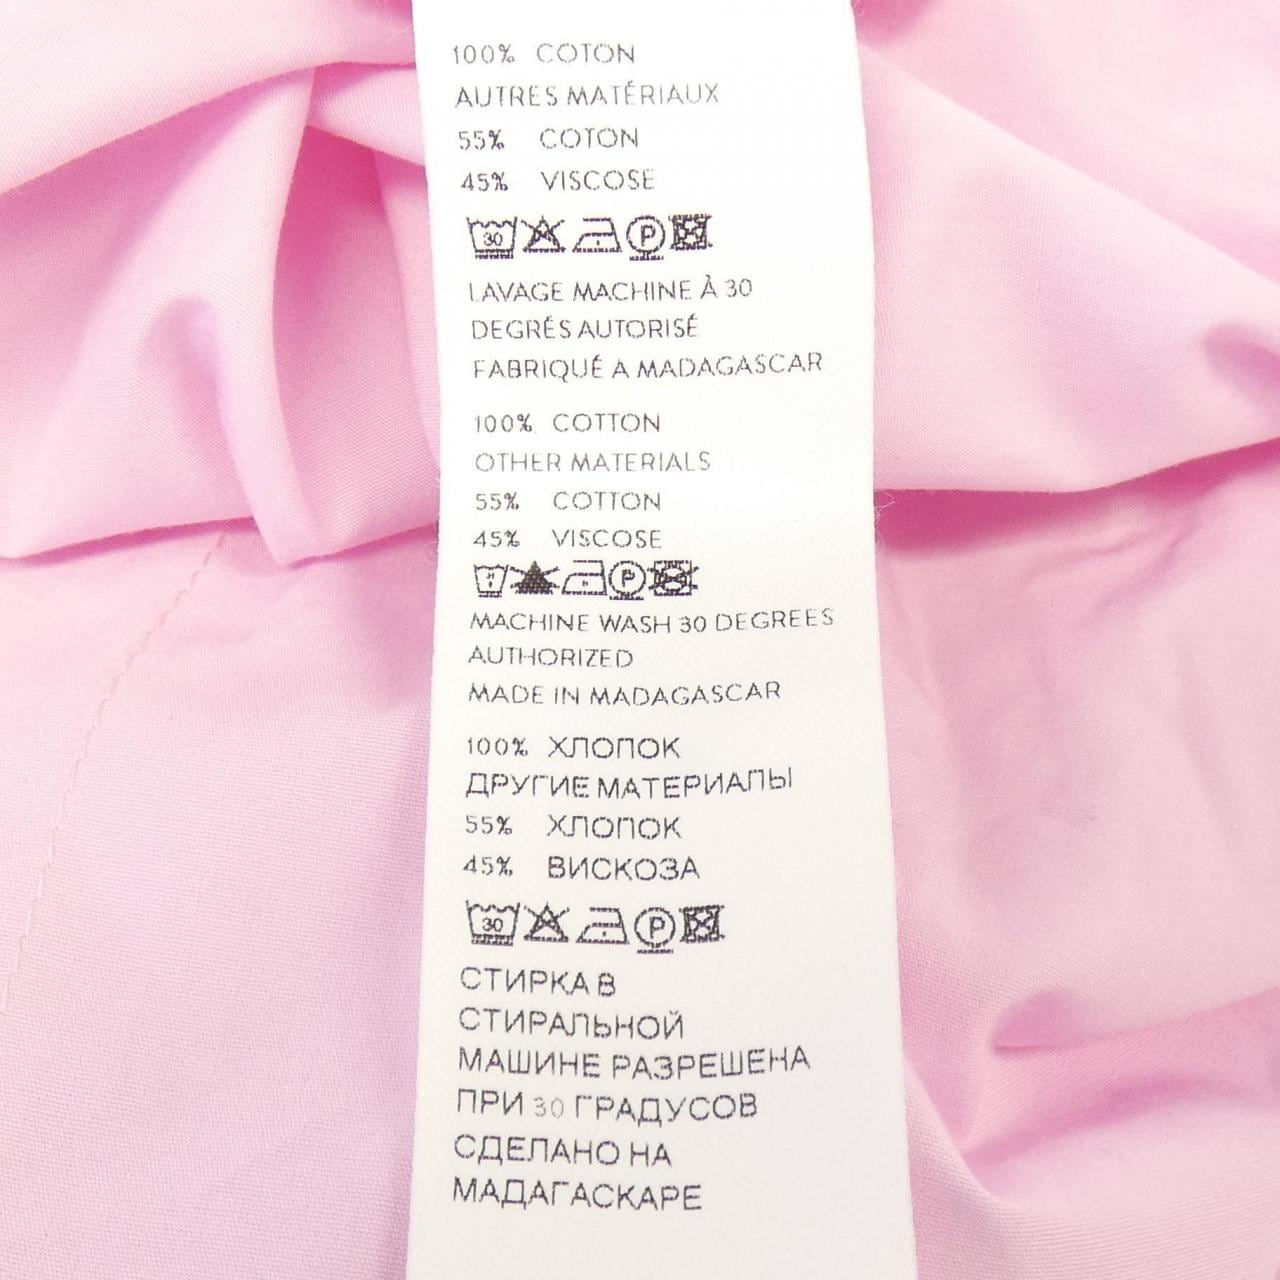 100% COTON
AUTRES MATÉRIAUX
55% COTON
45% VISCOSE
30 P
LAVAGE MACHINE À 30
DEGRÉS AUTORISÉ
FABRIQUÉ A MADAGASCAR
100% COTTON
OTHER MATERIALS
55% COTTON
45% VISCOSE
P
MACHINE WASH 30 DEGREES
AUTHORIZED
MADE IN MADAGASCAR
100% ХЛОПОК
ДРУГИЕ МАТЕРИАЛЫ
55% ХЛОПОК
45% ВИСКОЗА
30 P
СТИРКА В
СТИРАЛЬНОЙ
МАШИНЕ РАЗРЕШЕНА
ПРИ 30 ГРАДУСОВ
СДЕЛАНО НА
МАДАГАСКАРЕ